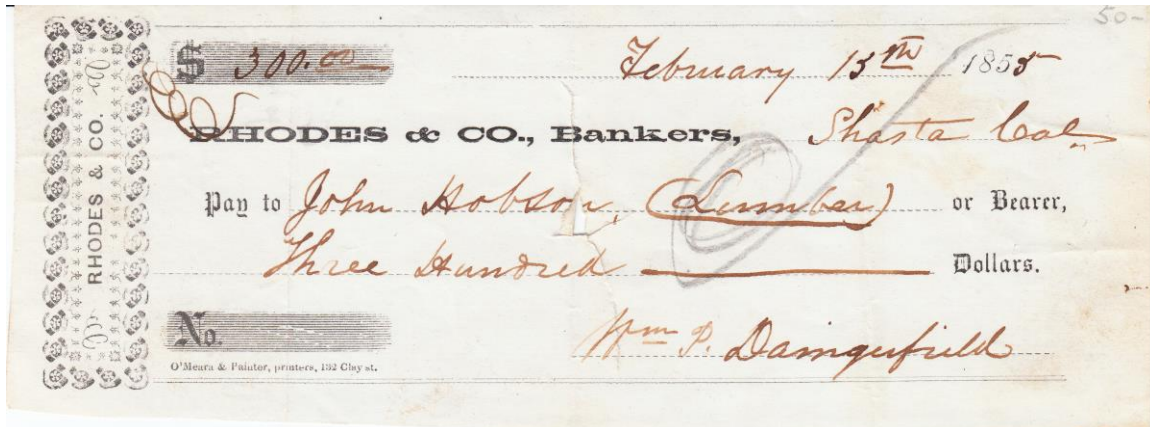 50-
RHODES & CO.
$ 300.00
February 15th 1855
RHODES & CO., Bankers, Shasta Cal.
Pay to John Hobson, (Lumber) or Bearer,
Three Hundred Dollars.
No.
Wm P. Daingerfield
O'Meara & Painter, printers, 132 Clay st.